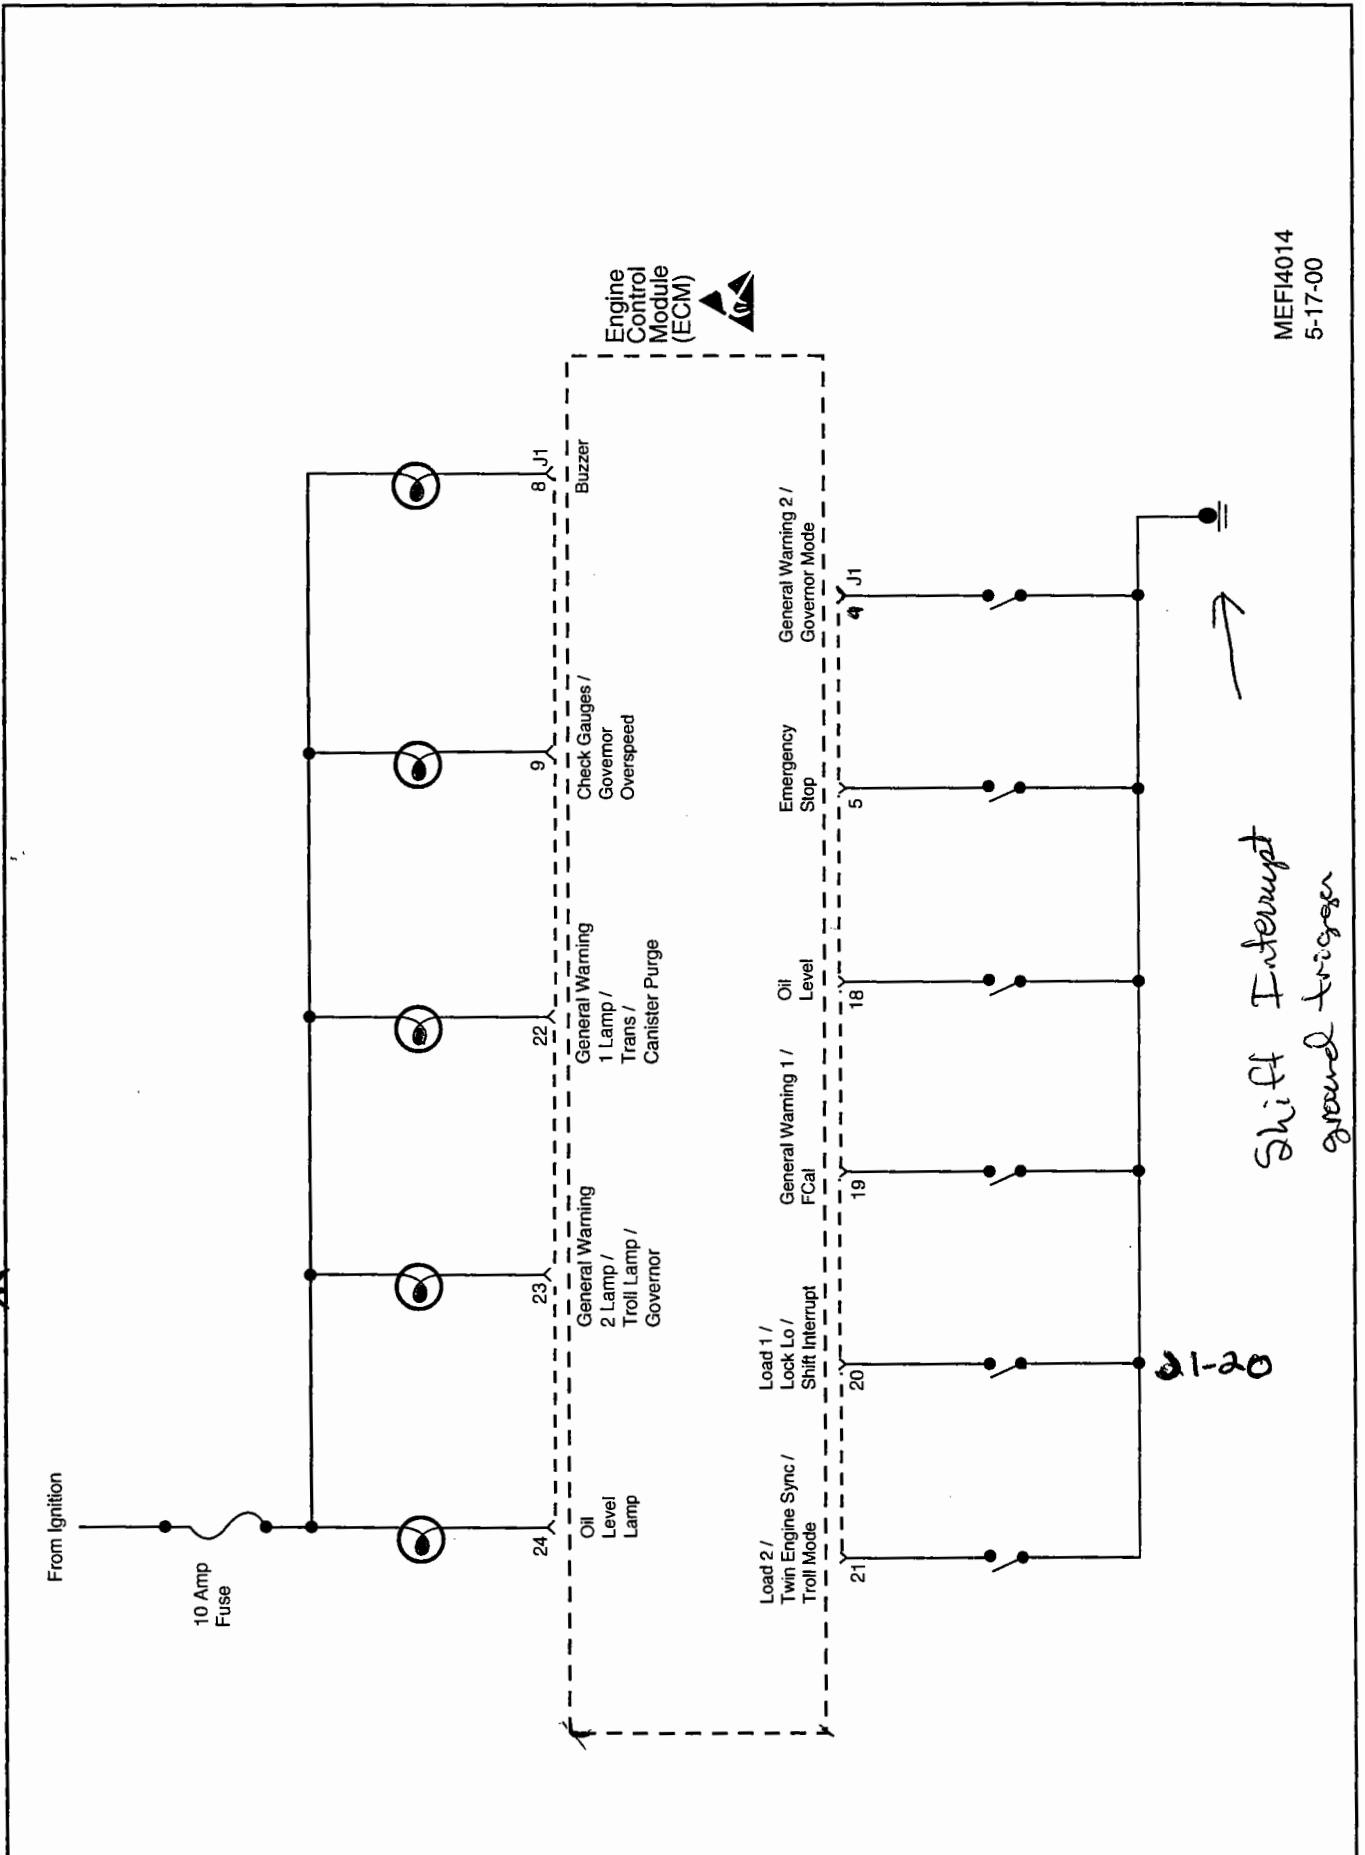 From Ignition
10 Amp
Fuse
24
23
22
9
8
J1
Oil
Level
Lamp
General Warning
2 Lamp /
Troll Lamp /
Governor
General Warning
1 Lamp /
Trans /
Canister Purge
Check Gauges /
Governor
Overspeed
Buzzer
Engine
Control
Module
(ECM)
Load 2 /
Twin Engine Sync /
Troll Mode
Load 1 /
Lock Lo /
Shift Interrupt
General Warning 1 /
FCal
Oil
Level
Emergency
Stop
General Warning 2 /
Governor Mode
21
20
19
18
5
4
J1
J1-20
Shift Interrupt
ground trigger
MEFI4014
5-17-00